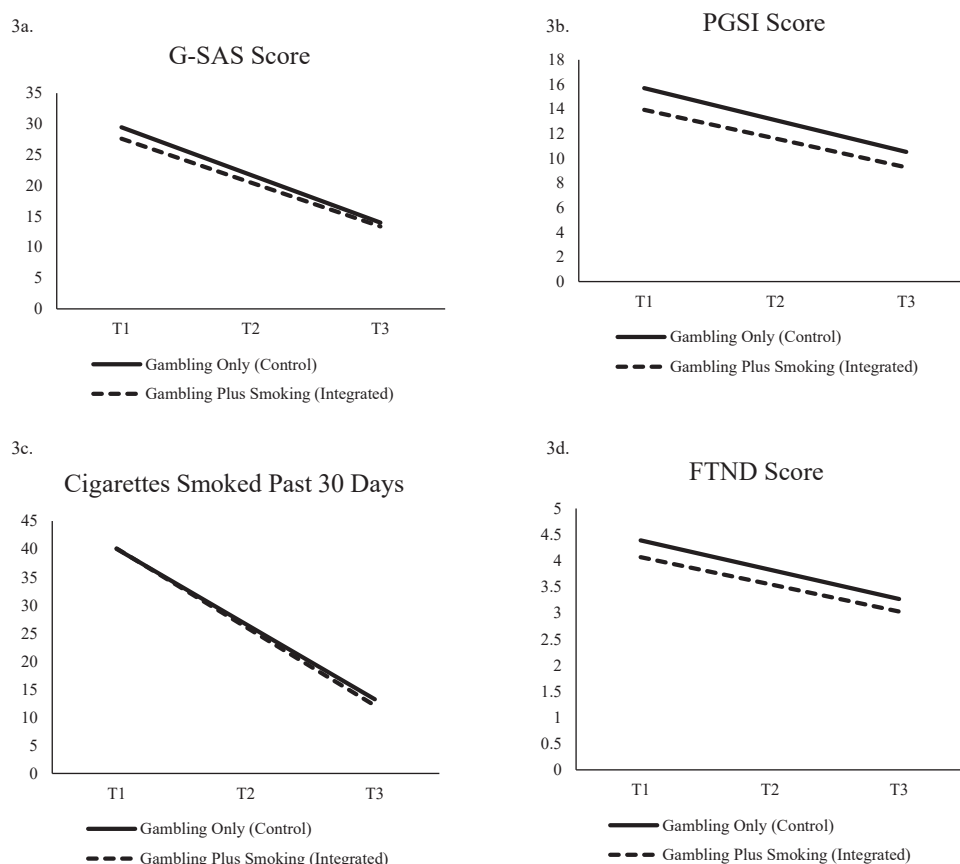 3a.
G-SAS Score
35
30
25
20
15
10
5
0
T1 T2 T3
Gambling Only (Control)
Gambling Plus Smoking (Integrated)
3b.
PGSI Score
18
16
14
12
10
8
6
4
2
0
T1 T2 T3
Gambling Only (Control)
Gambling Plus Smoking (Integrated)
3c.
Cigarettes Smoked Past 30 Days
45
40
35
30
25
20
15
10
5
0
T1 T2 T3
Gambling Only (Control)
Gambling Plus Smoking (Integrated)
3d.
FTND Score
5
4.5
4
3.5
3
2.5
2
1.5
1
0.5
0
T1 T2 T3
Gambling Only (Control)
Gambling Plus Smoking (Integrated)